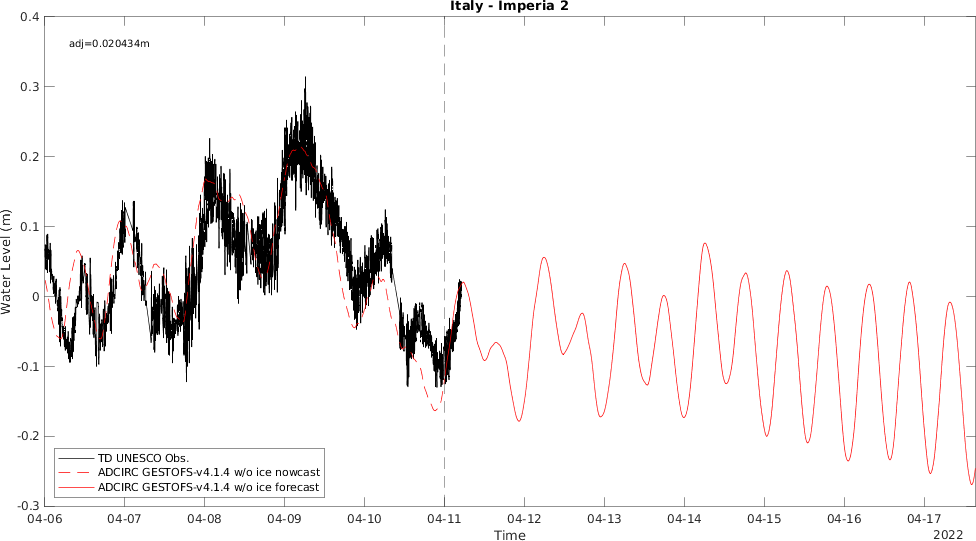 Italy - Imperia 2
adj=0.020434m
0.4
0.3
0.2
0.1
0
-0.1
-0.2
-0.3
Water Level (m)
TD UNESCO Obs.
ADCIRC GESTOFS-v4.1.4 w/o ice nowcast
ADCIRC GESTOFS-v4.1.4 w/o ice forecast
04-06 04-07 04-08 04-09 04-10 04-11 04-12 04-13 04-14 04-15 04-16 04-17
Time
2022